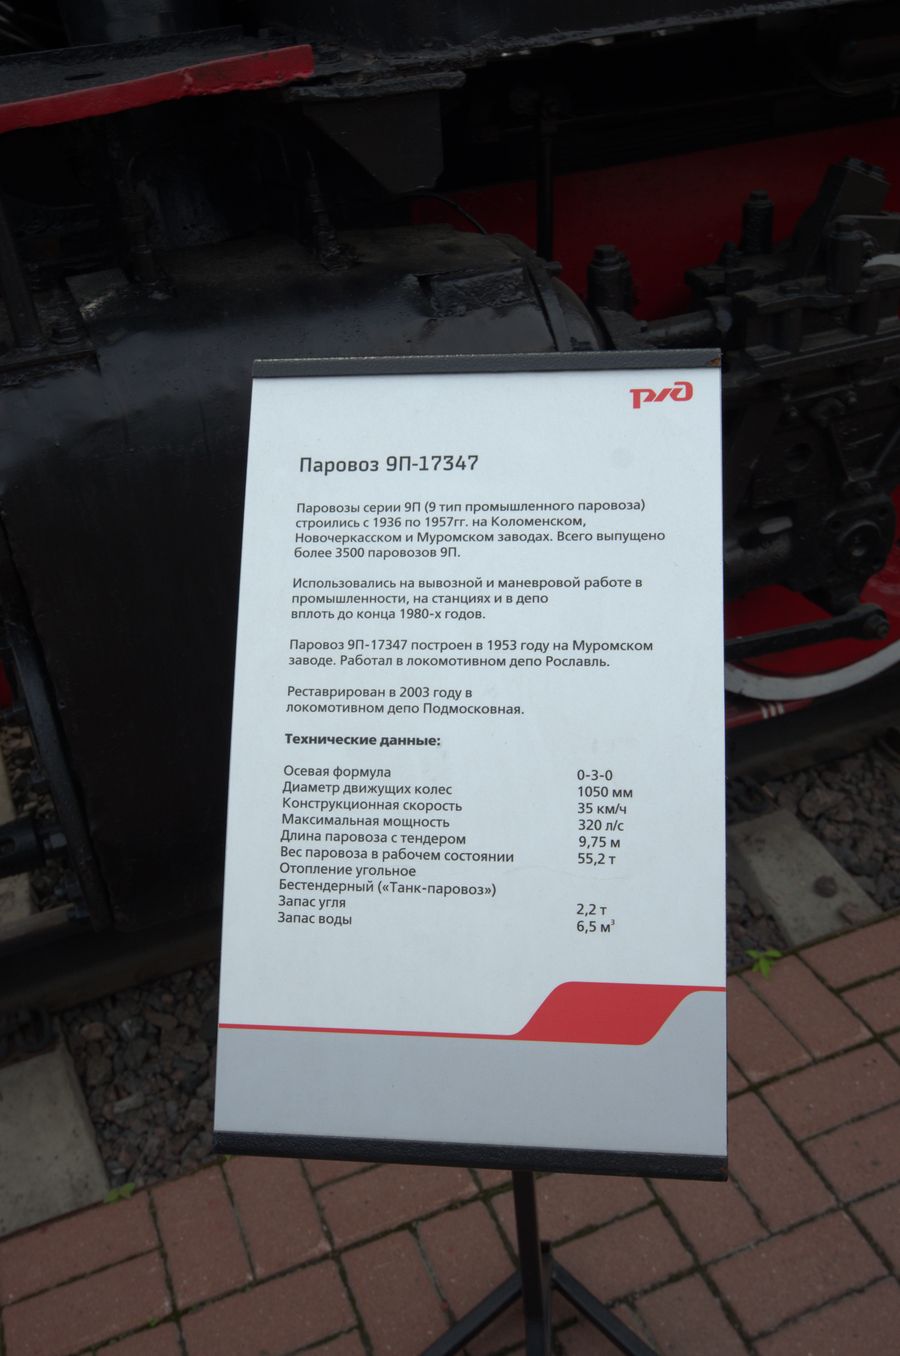 РЖД
Паровоз 9П-17347
Паровозы серии 9П (9 тип промышленного паровоза)
строились с 1936 по 1957гг. на Коломенском,
Новочеркасском и Муромском заводах. Всего выпущено
более 3500 паровозов 9П.
Использовались на вывозной и маневровой работе в
промышленности, на станциях и в депо
вплоть до конца 1980-х годов.
Паровоз 9П-17347 построен в 1953 году на Муромском
заводе. Работал в локомотивном депо Рославль.
Реставрирован в 2003 году в
локомотивном депо Подмосковная.
Технические данные:
Осевая формула 0-3-0
Диаметр движущих колес 1050 мм
Конструкционная скорость 35 км/ч
Максимальная мощность 320 л/с
Длина паровоза с тендером 9,75 м
Вес паровоза в рабочем состоянии 55,2 т
Отопление угольное
Бестендерный («Танк-паровоз»)
Запас угля 2,2 т
Запас воды 6,5 м³